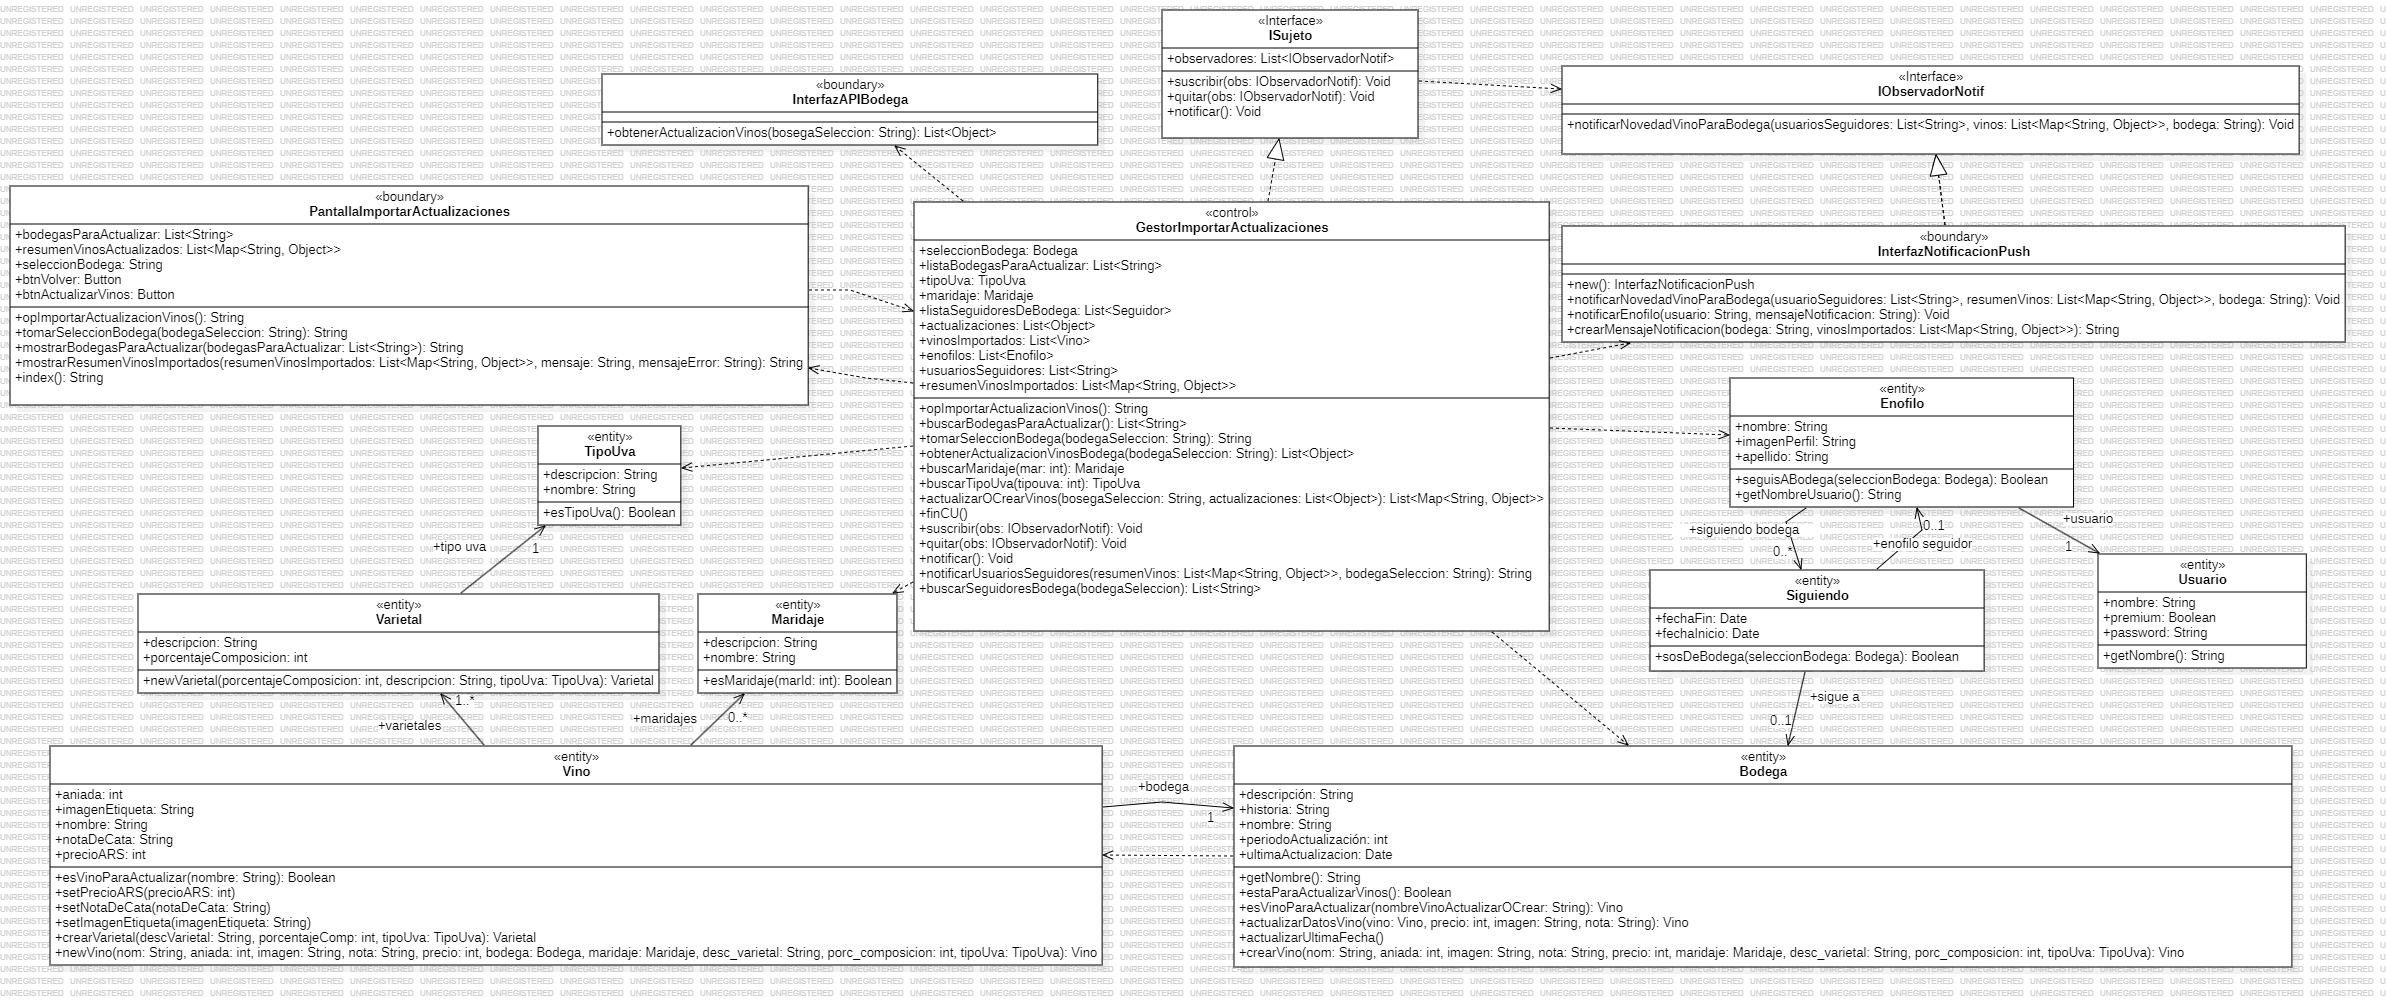 «Interface»
ISujeto
+observadores: List<IObservadorNotif>
+suscribir(obs: IObservadorNotif): Void
+quitar(obs: IObservadorNotif): Void
+notificar(): Void
«Interface»
IObservadorNotif
+notificarNovedadVinoParaBodega(usuariosSeguidores: List<String>, vinos: List<Map<String, Object>>, bodega: String): Void
«boundary»
InterfazAPIBodega
+obtenerActualizacionVinos(bosegaSeleccion: String): List<Object>
«boundary»
PantallaImportarActualizaciones
+bodegasParaActualizar: List<String>
+resumenVinosActualizados: List<Map<String, Object>>
+seleccionBodega: String
+btnVolver: Button
+btnActualizarVinos: Button
+opImportarActualizacionVinos(): String
+tomarSeleccionBodega(bodegaSeleccion: String): String
+mostrarBodegasParaActualizar(bodegasParaActualizar: List<String>): String
+mostrarResumenVinosImportados(resumenVinosImportados: List<Map<String, Object>>, mensaje: String, mensajeError: String): String
+index(): String
«control»
GestorImportarActualizaciones
+seleccionBodega: Bodega
+listaBodegasParaActualizar: List<String>
+tipoUva: TipoUva
+maridaje: Maridaje
+listaSeguidoresDeBodega: List<Seguidor>
+actualizaciones: List<Object>
+vinosImportados: List<Vino>
+enofilos: List<Enofilo>
+usuariosSeguidores: List<String>
+resumenVinosImportados: List<Map<String, Object>>
+opImportarActualizacionVinos(): String
+buscarBodegasParaActualizar(): List<String>
+tomarSeleccionBodega(bodegaSeleccion: String): String
+obtenerActualizacionVinosBodega(bodegaSeleccion: String): List<Object>
+buscarMaridaje(mar: int): Maridaje
+buscarTipoUva(tipouva: int): TipoUva
+actualizarOCrearVinos(bosegaSeleccion: String, actualizaciones: List<Object>): List<Map<String, Object>>
+finCU()
+suscribir(obs: IObservadorNotif): Void
+quitar(obs: IObservadorNotif): Void
+notificar(): Void
+notificarUsuariosSeguidores(resumenVinos: List<Map<String, Object>>, bodegaSeleccion: String): String
+buscarSeguidoresBodega(bodegaSeleccion): List<String>
«boundary»
InterfazNotificacionPush
+new(): InterfazNotificacionPush
+notificarNovedadVinoParaBodega(usuarioSeguidores: List<String>, resumenVinos: List<Map<String, Object>>, bodega: String): Void
+notificarEnofilo(usuario: String, mensajeNotificacion: String): Void
+crearMensajeNotificacion(bodega: String, vinosImportados: List<Map<String, Object>>): String
«entity»
Enofilo
+nombre: String
+imagenPerfil: String
+apellido: String
+seguisABodega(seleccionBodega: Bodega): Boolean
+getNombreUsuario(): String
«entity»
TipoUva
+descripcion: String
+nombre: String
+esTipoUva(): Boolean
+siguiendo bodega
0..*
0..1
+enofilo seguidor
+usuario
1
+tipo uva
1
«entity»
Siguiendo
+fechaFin: Date
+fechaInicio: Date
+sosDeBodega(seleccionBodega: Bodega): Boolean
«entity»
Usuario
+nombre: String
+premium: Boolean
+password: String
+getNombre(): String
«entity»
Varietal
+descripcion: String
+porcentajeComposicion: int
+newVarietal(porcentajeComposicion: int, descripcion: String, tipoUva: TipoUva): Varietal
«entity»
Maridaje
+descripcion: String
+nombre: String
+esMaridaje(marId: int): Boolean
1..*
+varietales
+maridajes
0..*
+sigue a
0..1
«entity»
Vino
+aniada: int
+imagenEtiqueta: String
+nombre: String
+notaDeCata: String
+precioARS: int
+esVinoParaActualizar(nombre: String): Boolean
+setPrecioARS(precioARS: int)
+setNotaDeCata(notaDeCata: String)
+setImagenEtiqueta(imagenEtiqueta: String)
+crearVarietal(descVarietal: String, porcentajeComp: int, tipoUva: TipoUva): Varietal
+newVino(nom: String, aniada: int, imagen: String, nota: String, precio: int, bodega: Bodega, maridaje: Maridaje, desc_varietal: String, porc_composicion: int, tipoUva: TipoUva): Vino
+bodega
1
«entity»
Bodega
+descripción: String
+historia: String
+nombre: String
+periodoActualización: int
+ultimaActualizacion: Date
+getNombre(): String
+estaParaActualizarVinos(): Boolean
+esVinoParaActualizar(nombreVinoActualizarOCrear: String): Vino
+actualizarDatosVino(vino: Vino, precio: int, imagen: String, nota: String): Vino
+actualizarUltimaFecha()
+crearVino(nom: String, aniada: int, imagen: String, nota: String, precio: int, maridaje: Maridaje, desc_varietal: String, porc_composicion: int, tipoUva: TipoUva): Vino
UNREGISTERED